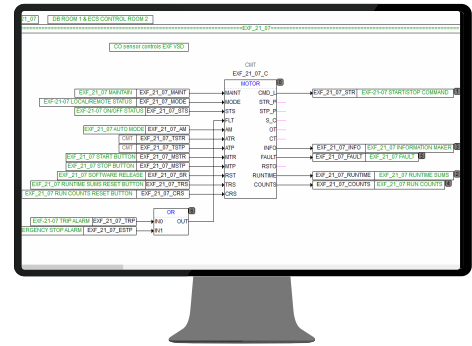 21_07 DB ROOM 1 & ECS CONTROL ROOM 2
EXF_21_07
CO sensor controls EXF VSD
CMT
EXF_21_07_C
MOTOR
EXF_21_07 MAINTAIN EXF_21_07_MAINT MAINT CMD_L EXF_21_07_STR EXF-21-07 START/STOP COMMAND
EXF-21-07 LOCAL/REMOTE STATUS EXF_21_07_MODE MODE STR_P
EXF-21-07 ON/OFF STATUS EXF_21_07_STS STS STP_P
FLT S_C
EXF_21_07 AUTO MODE EXF_21_07_AM AM OT
CMT EXF_21_07_TSTR ATR CT
CMT EXF_21_07_TSTP ATP INFO EXF_21_07_INFO EXF_21_07 INFORMATION MAKER
EXF_21_07 START BUTTON EXF_21_07_MSTR MTR FAULT EXF_21_07_FAULT EXF_21_07 FAULT
EXF_21_07 STOP BUTTON EXF_21_07_MSTP MTP RSTO
EXF_21_07 SOFTWARE RELEASE EXF_21_07_SR RST RUNTIME EXF_21_07_RUNTIME EXF_21_07 RUNTIME SUMS
EXF_21_07 RUNTIME SUMS RESET BUTTON EXF_21_07_TRS TRS COUNTS EXF_21_07_COUNTS EXF_21_07 RUN COUNTS
EXF_21_07 RUN COUNTS RESET BUTTON EXF_21_07_CRS CRS
OR
EXF-21-07 TRIP ALARM EXF_21_07_TRP IN0 OUT
ERGENCY STOP ALARM EXF_21_07_ESTP IN1